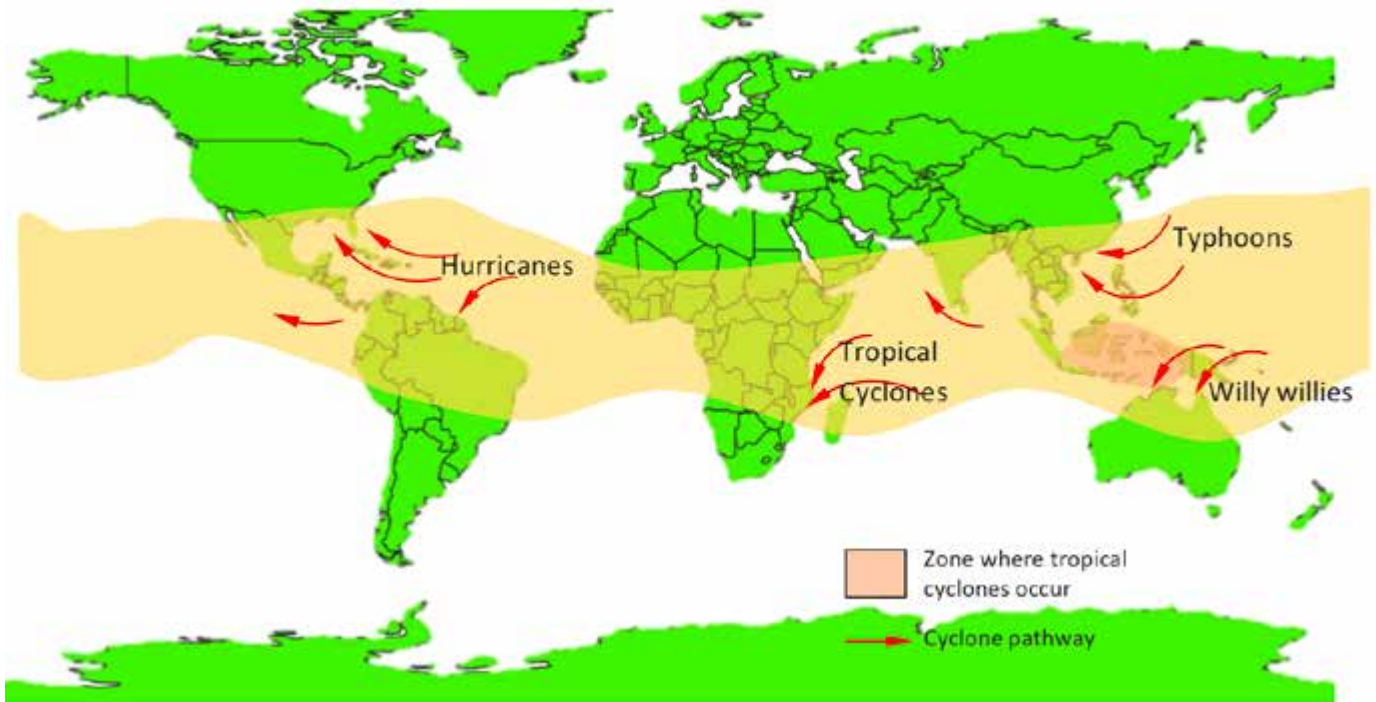 Typhoons
Hurricanes
Tropical
Cyclones
Willy willies
Zone where tropical
cyclones occur
Cyclone pathway